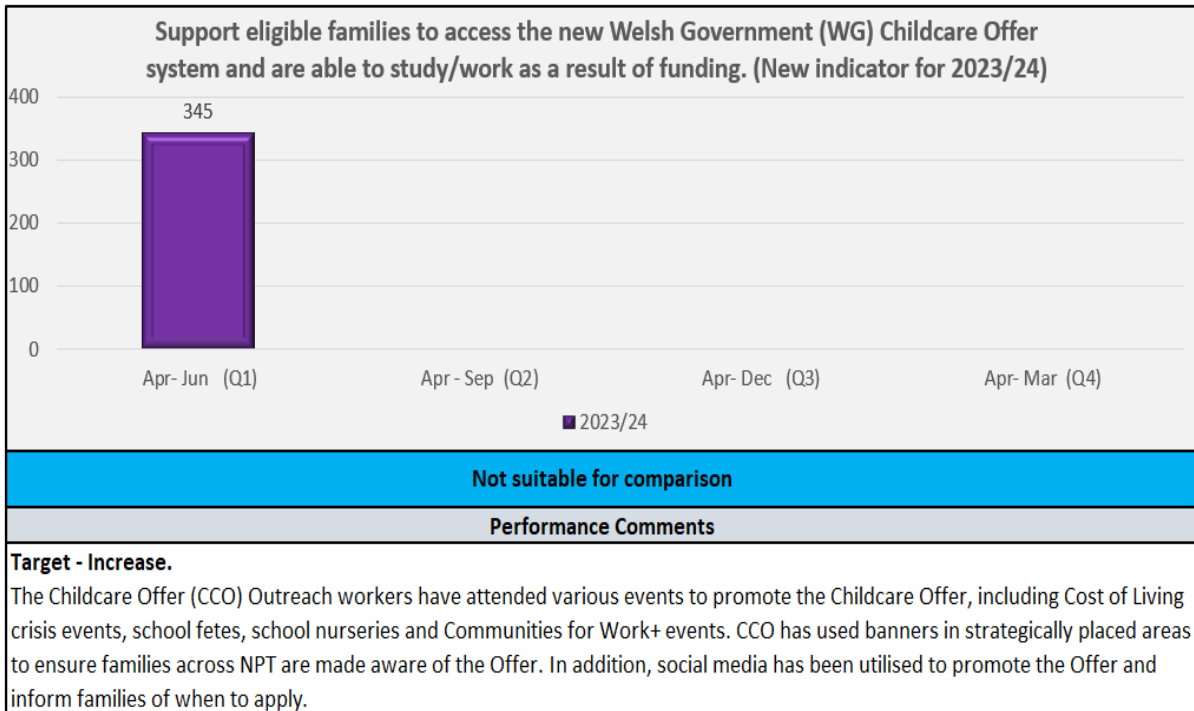 Support eligible families to access the new Welsh Government (WG) Childcare Offer
system and are able to study/work as a result of funding. (New indicator for 2023/24)
400
345
300
200
100
0
Apr- Jun (Q1) Apr - Sep (Q2) Apr- Dec (Q3) Apr- Mar (Q4)
2023/24
Not suitable for comparison
Performance Comments
Target - Increase.
The Childcare Offer (CCO) Outreach workers have attended various events to promote the Childcare Offer, including Cost of Living
crisis events, school fetes, school nurseries and Communities for Work+ events. CCO has used banners in strategically placed areas
to ensure families across NPT are made aware of the Offer. In addition, social media has been utilised to promote the Offer and
inform families of when to apply.